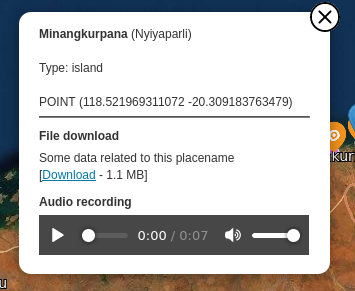 Minangkurpana (Nyiyaparli)
Type: island
POINT (118.521969311072 -20.309183763479)
File download
Some data related to this placename
[Download - 1.1 MB]
Audio recording
0:00 / 0:07